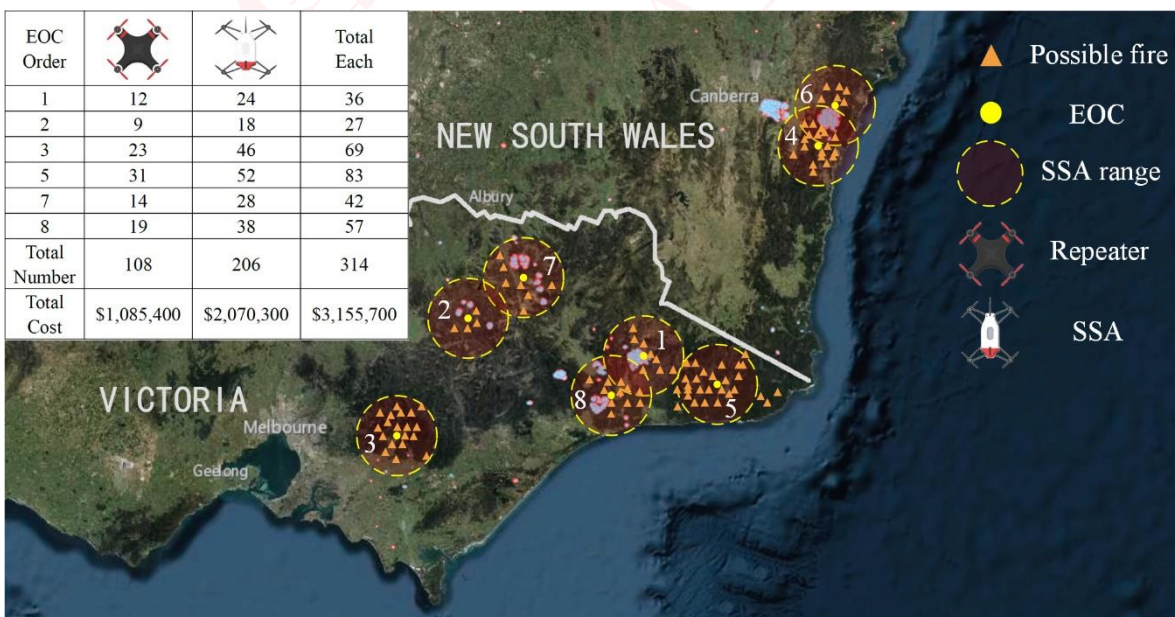 EOC Order Total Each
1 12 24 36
2 9 18 27
3 23 46 69
5 31 52 83
7 14 28 42
8 19 38 57
Total Number 108 206 314
Total Cost $1,085,400 $2,070,300 $3,155,700
Canberra
NEW SOUTH WALES
Albury
VICTORIA
Melbourne
Geelong
6
4
7
2
1
8
5
3
Possible fire
EOC
SSA range
Repeater
SSA